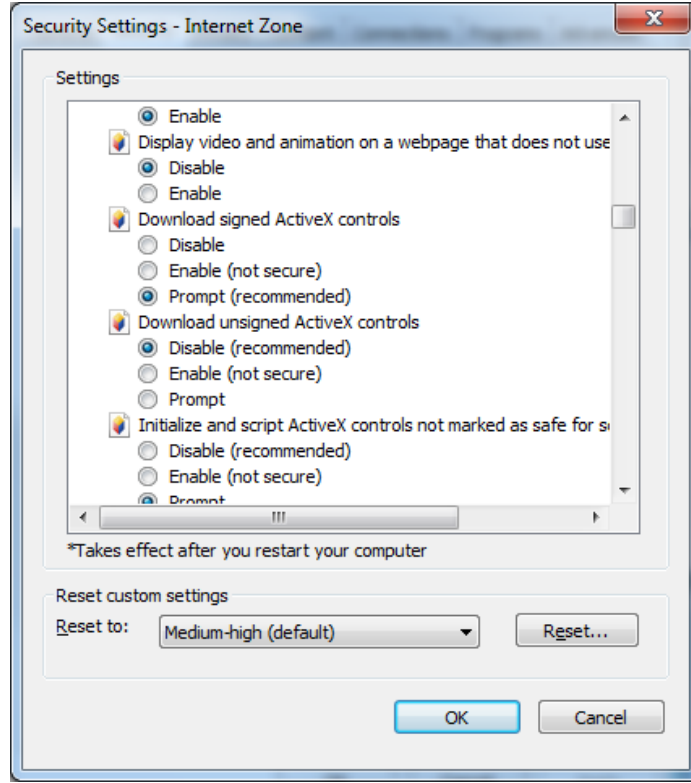 Security Settings - Internet Zone
Settings
Enable
Display video and animation on a webpage that does not use
Disable
Enable
Download signed ActiveX controls
Disable
Enable (not secure)
Prompt (recommended)
Download unsigned ActiveX controls
Disable (recommended)
Enable (not secure)
Prompt
Initialize and script ActiveX controls not marked as safe for s
Disable (recommended)
Enable (not secure)
Prompt
*Takes effect after you restart your computer
Reset custom settings
Reset to:
Medium-high (default)
Reset...
OK
Cancel